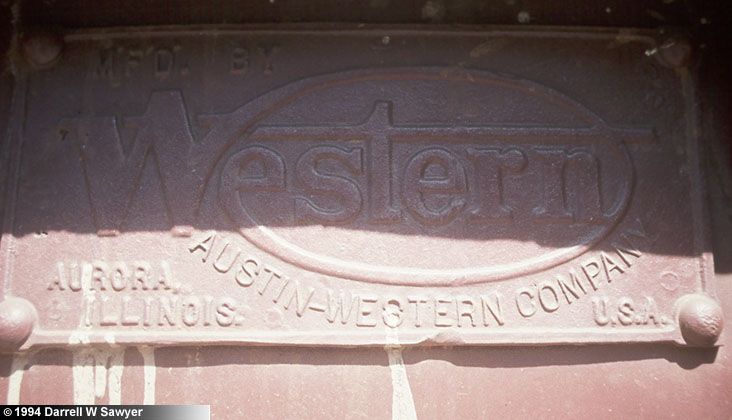 MFD. BY
Western
AUSTIN-WESTERN COMPANY
AURORA,
ILLINOIS.
U.S.A.
© 1994 Darrell W Sawyer